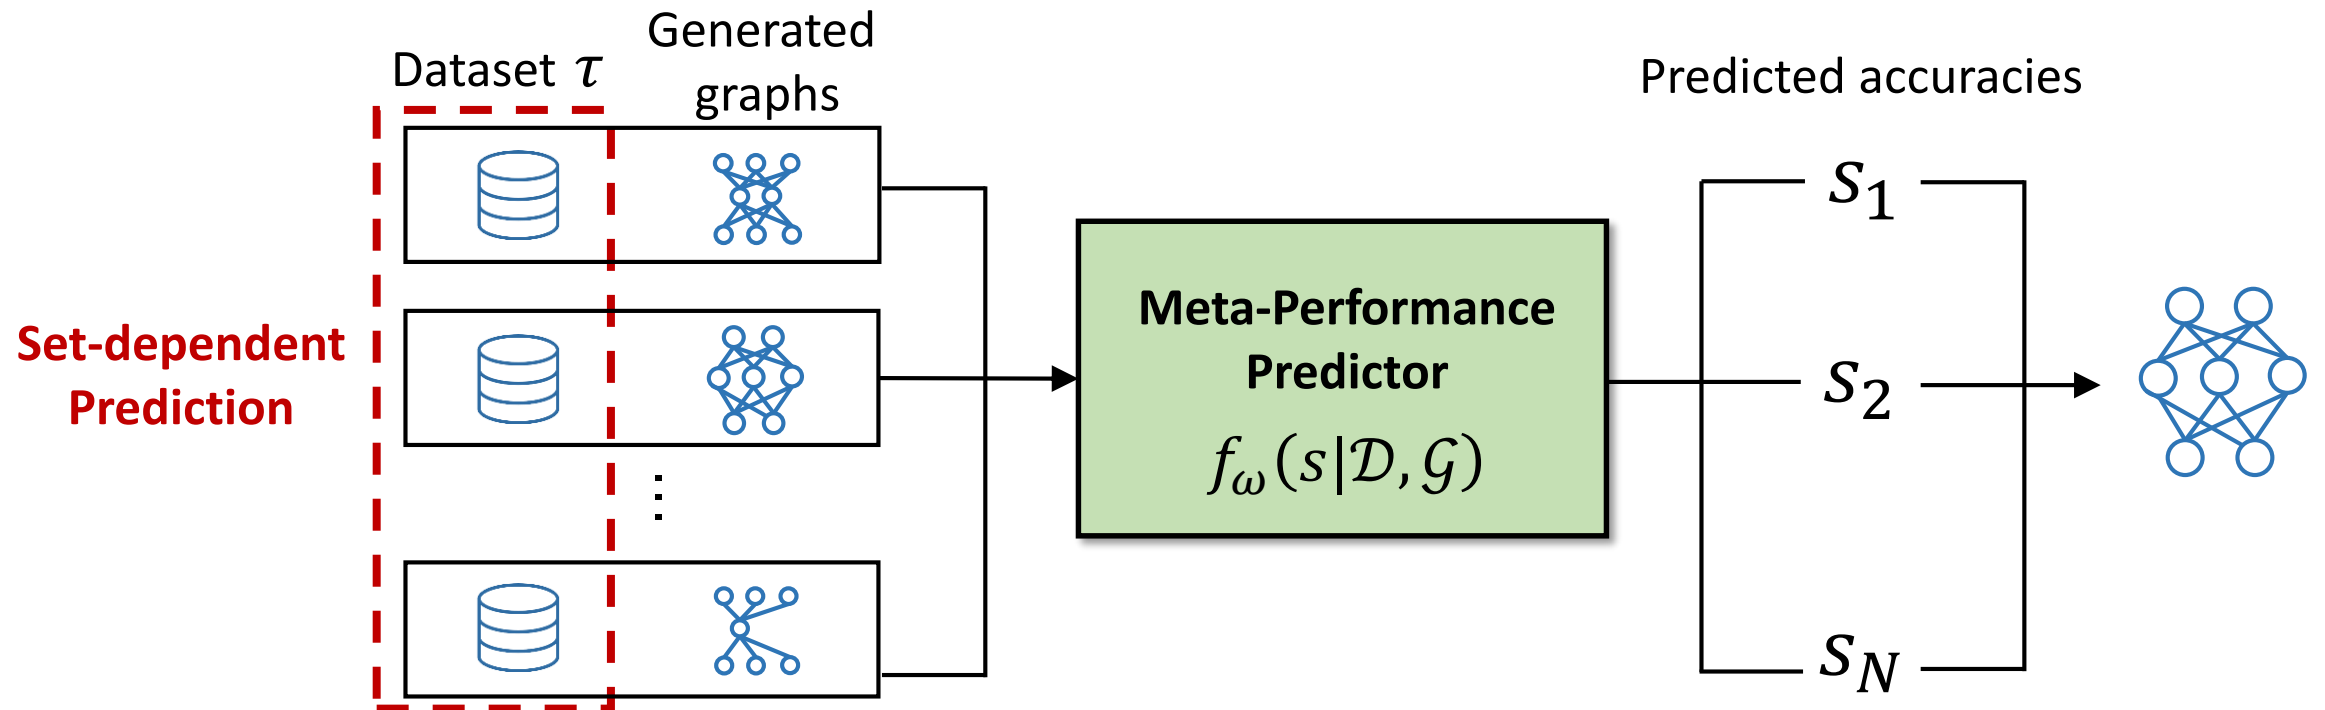 Dataset τ
Generated
graphs
Set-dependent
Prediction
Meta-Performance
Predictor
f_ω(s|𝒟, 𝒢)
Predicted accuracies
s_1
s_2
s_N